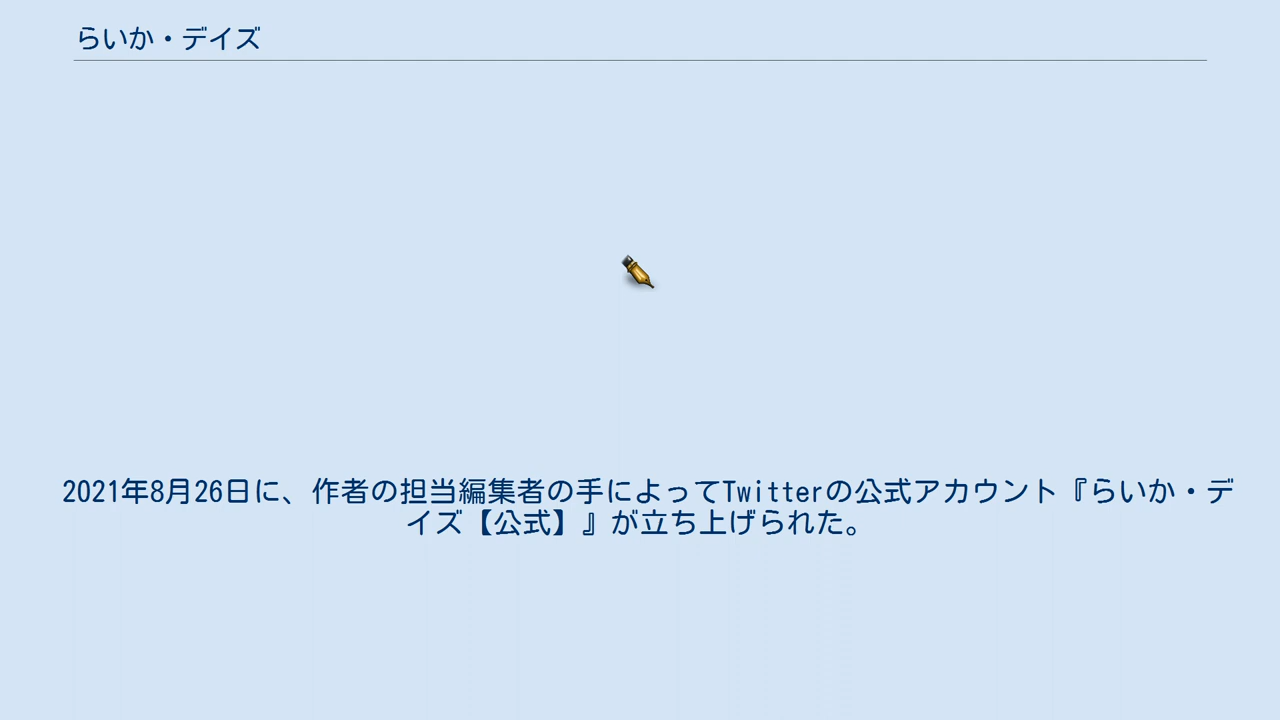 らいか・デイズ
2021年8月26日に、作者の担当編集者の手によってTwitterの公式アカウント『らいか・デ
イズ【公式】』が立ち上げられた。